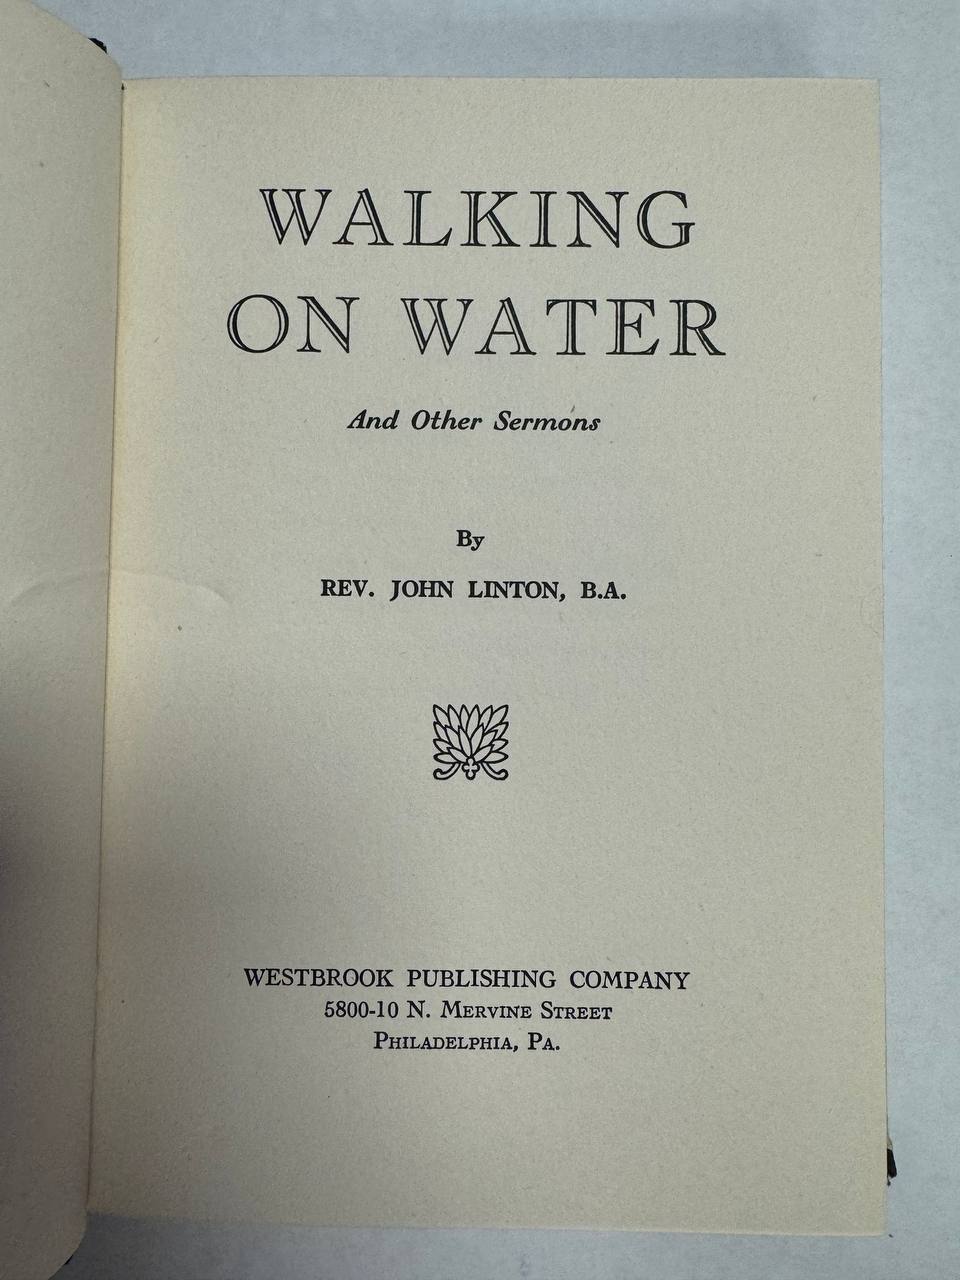 WALKING
ON WATER
And Other Sermons
By
REV. JOHN LINTON, B.A.
WESTBROOK PUBLISHING COMPANY
5800-10 N. Mervine Street
Philadelphia, Pa.